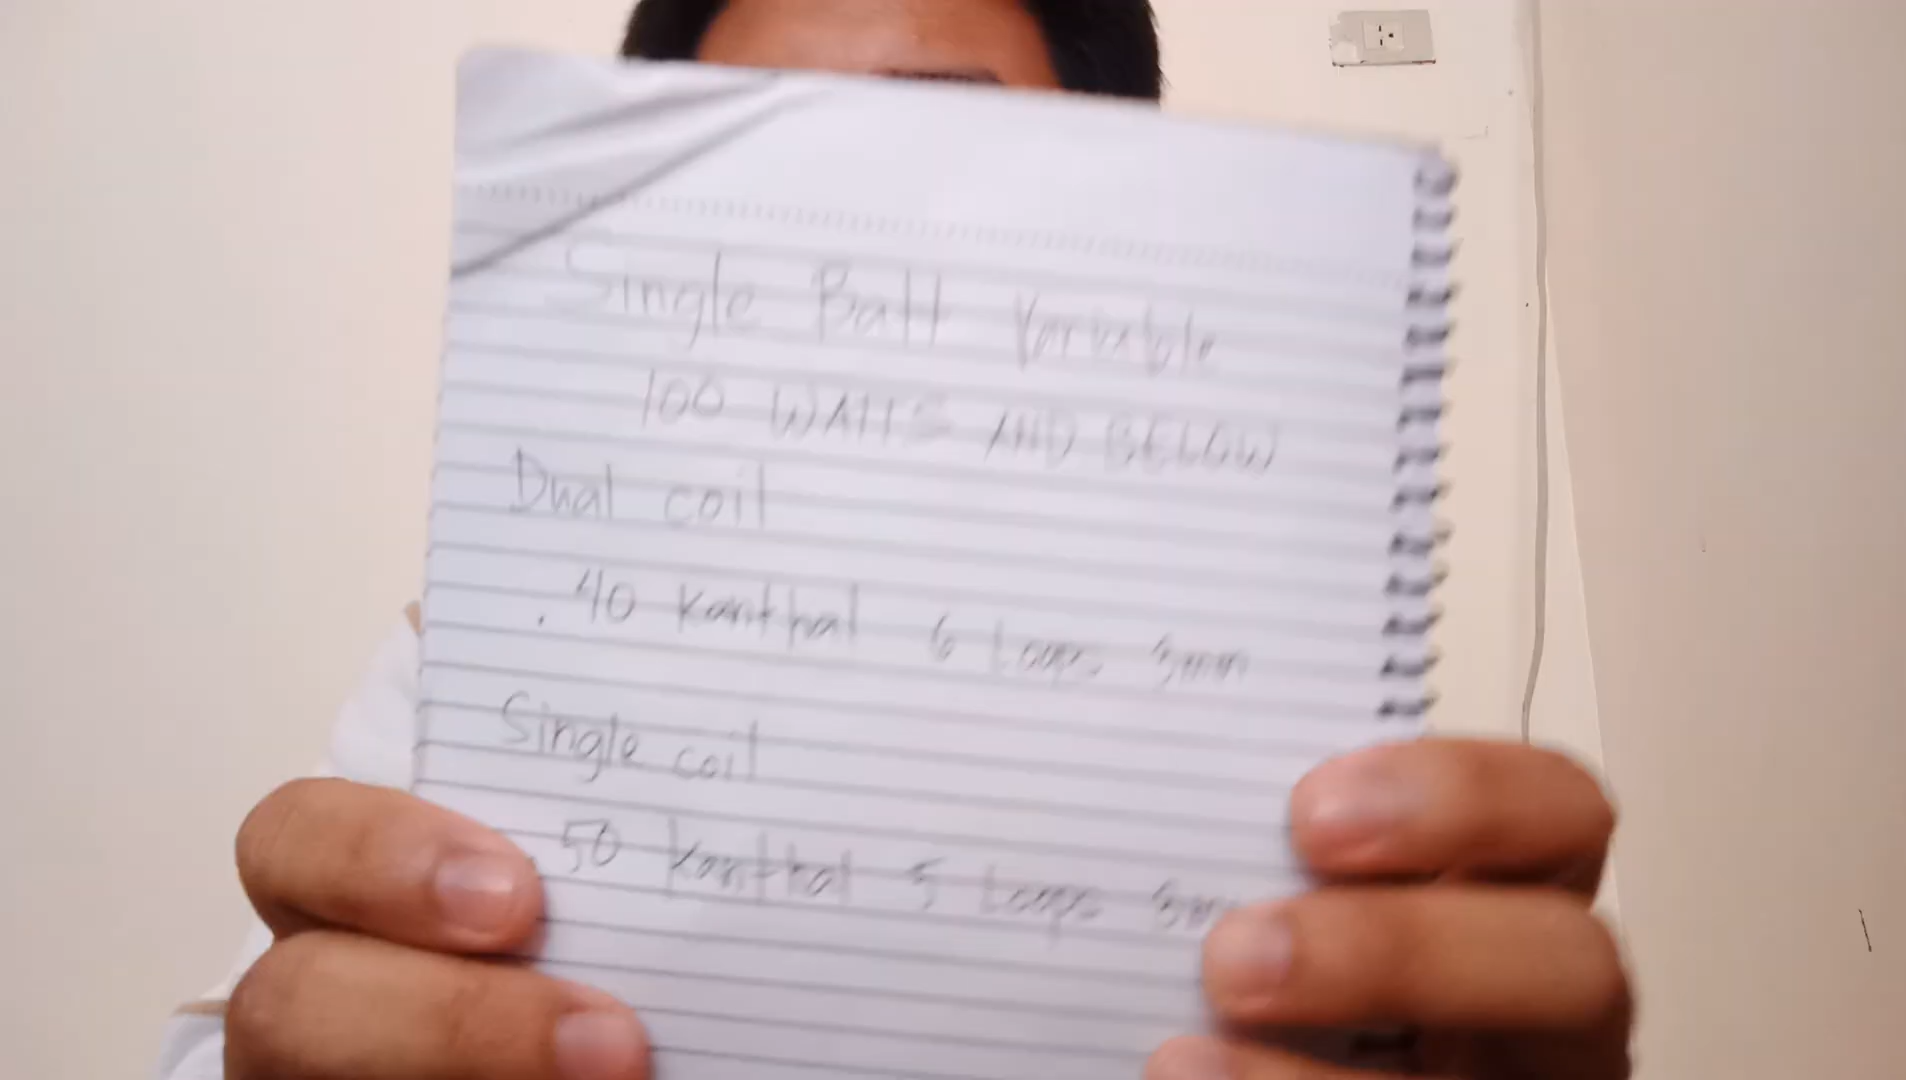 Single Batt Variable
100 WATTS AND BELOW
Dual coil
. 40 Kanthal 6 Loops 3mm
Single coil
. 50 Kanthal 5 Loops 3mm